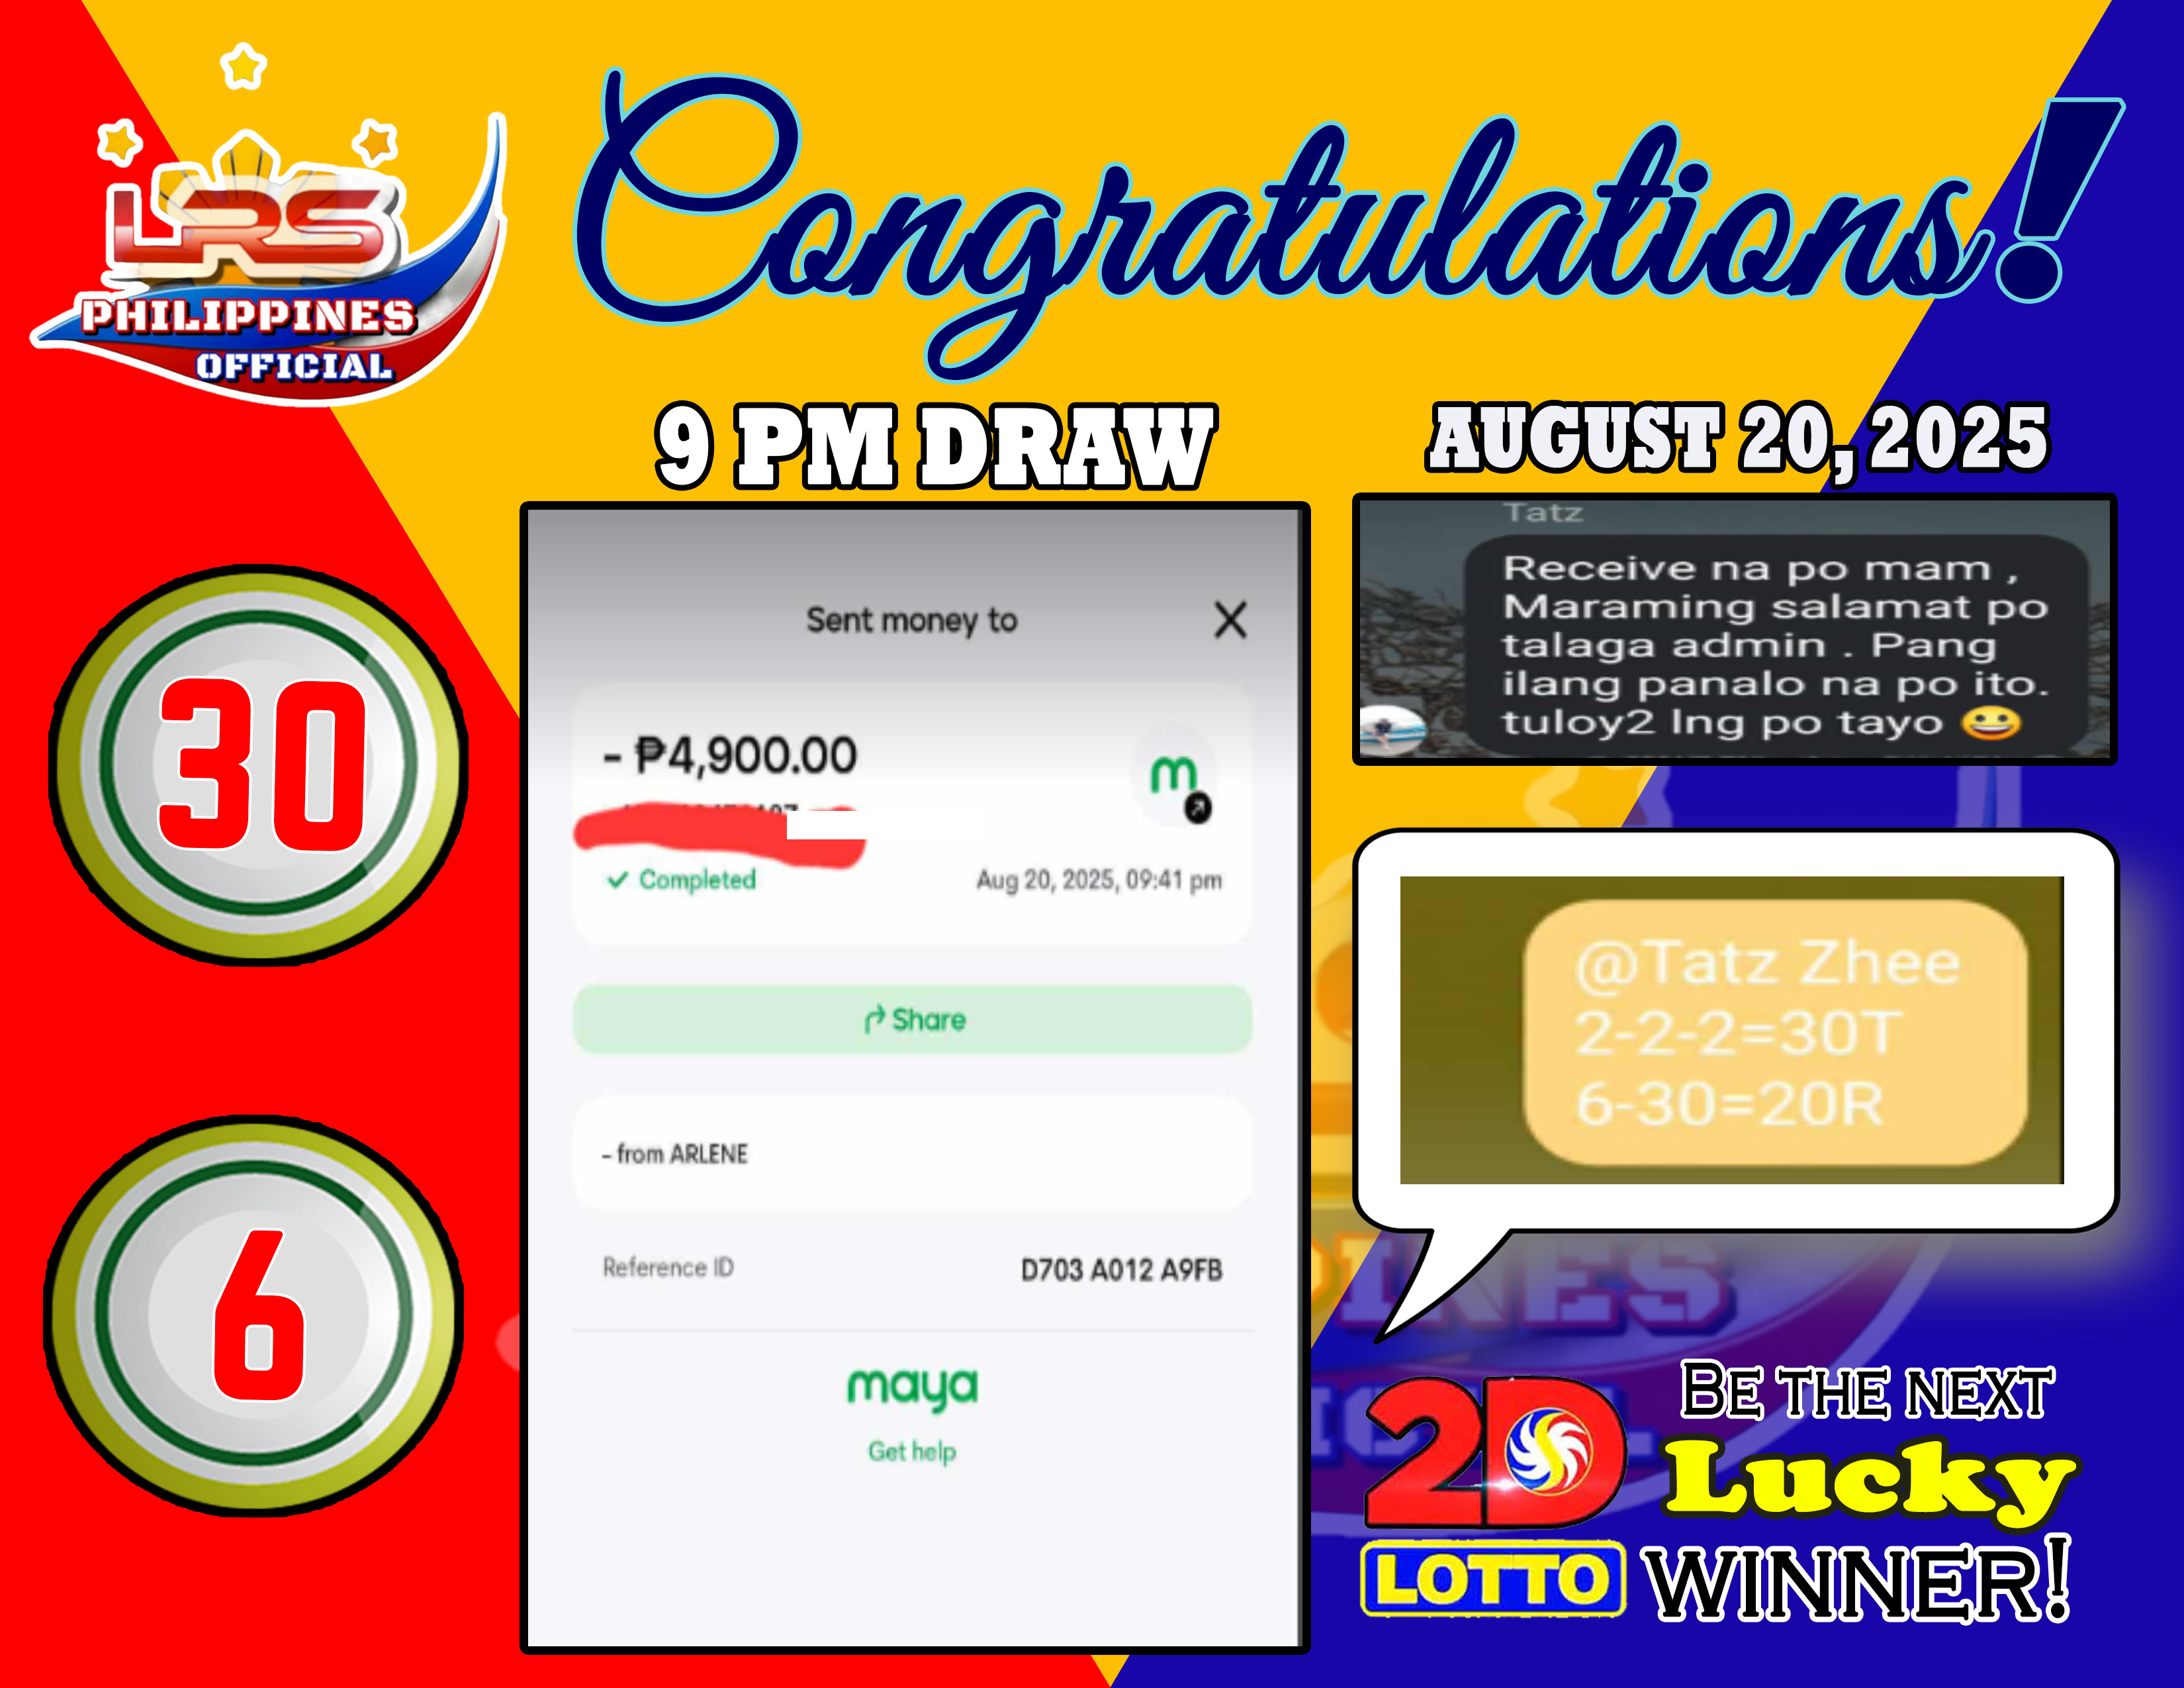 LRS
PHILIPPINES
OFFICIAL
Congratulations!
9 PM DRAW
AUGUST 20, 2025
30
6
Sent money to
- ₱4,900.00
m
Completed
Aug 20, 2025, 09:41 pm
Share
- from ARLENE
Reference ID
D703 A012 A9FB
maya
Get help
Tatz
Receive na po mam ,
Maraming salamat po
talaga admin . Pang
ilang panalo na po ito.
tuloy2 lng po tayo 😀
@Tatz Zhee
2-2-2=30T
6-30=20R
2D
LOTTO
BE THE NEXT
Lucky
WINNER!